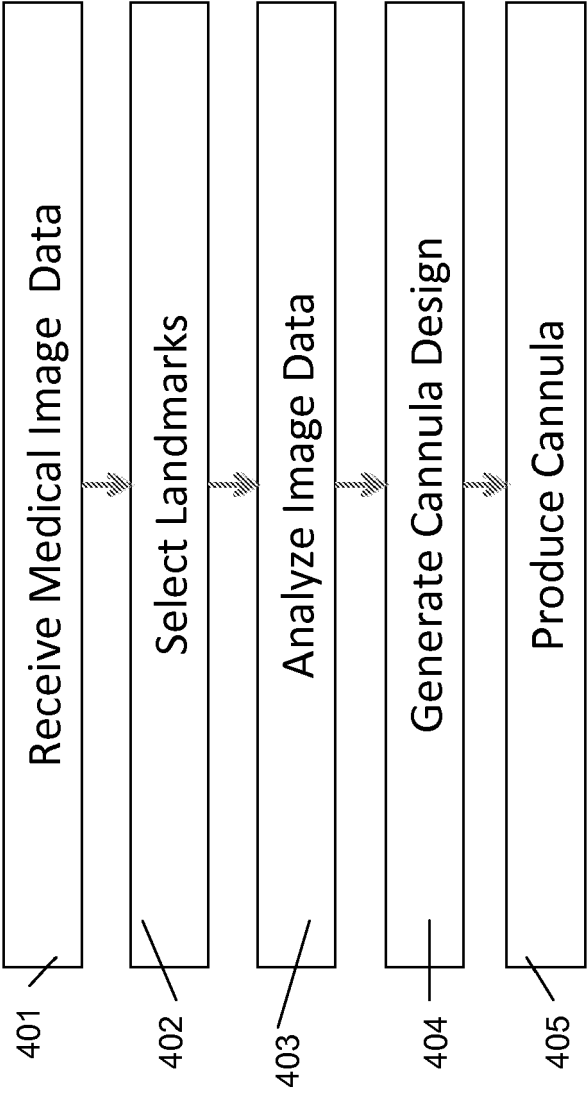 401
Receive Medical Image Data
402
Select Landmarks
403
Analyze Image Data
404
Generate Cannula Design
405
Produce Cannula